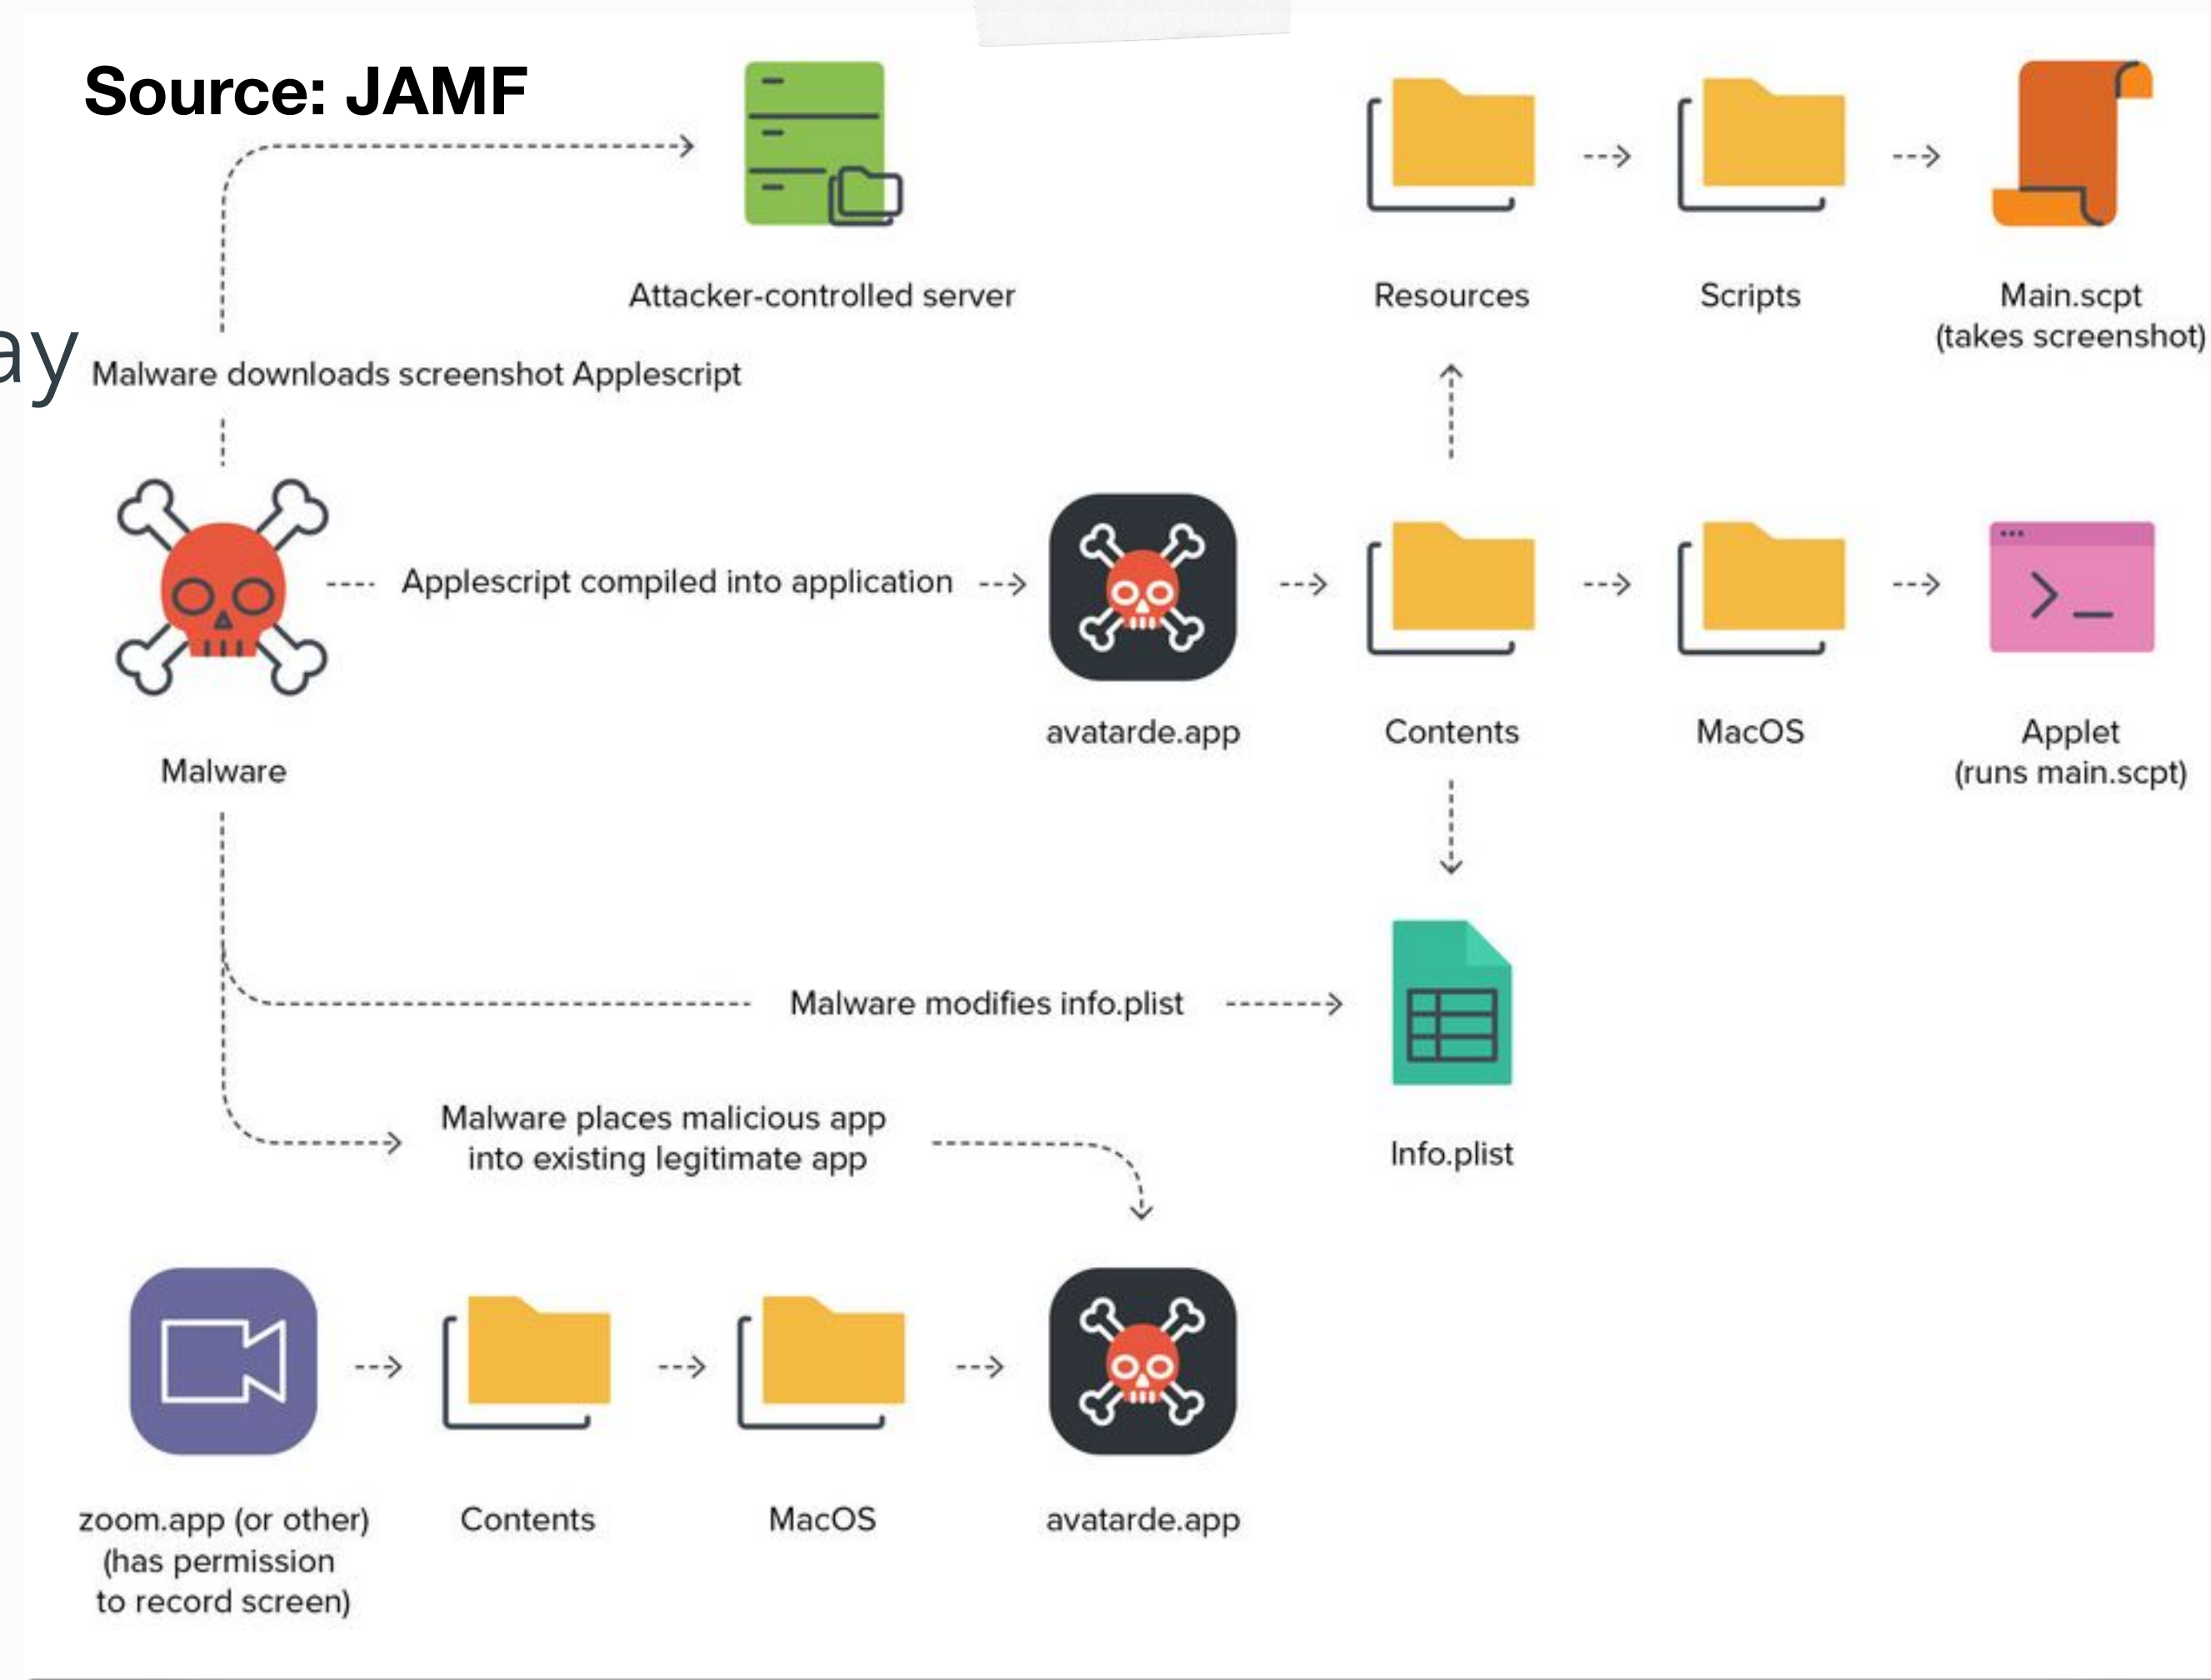 Source: JAMF
Attacker-controlled server
Resources
Scripts
Main.scpt
(takes screenshot)
ay
Malware downloads screenshot Applescript
Applescript compiled into application
Malware
avatarde.app
Contents
MacOS
Applet
(runs main.scpt)
Malware modifies info.plist
Info.plist
Malware places malicious app
into existing legitimate app
zoom.app (or other)
(has permission
to record screen)
Contents
MacOS
avatarde.app